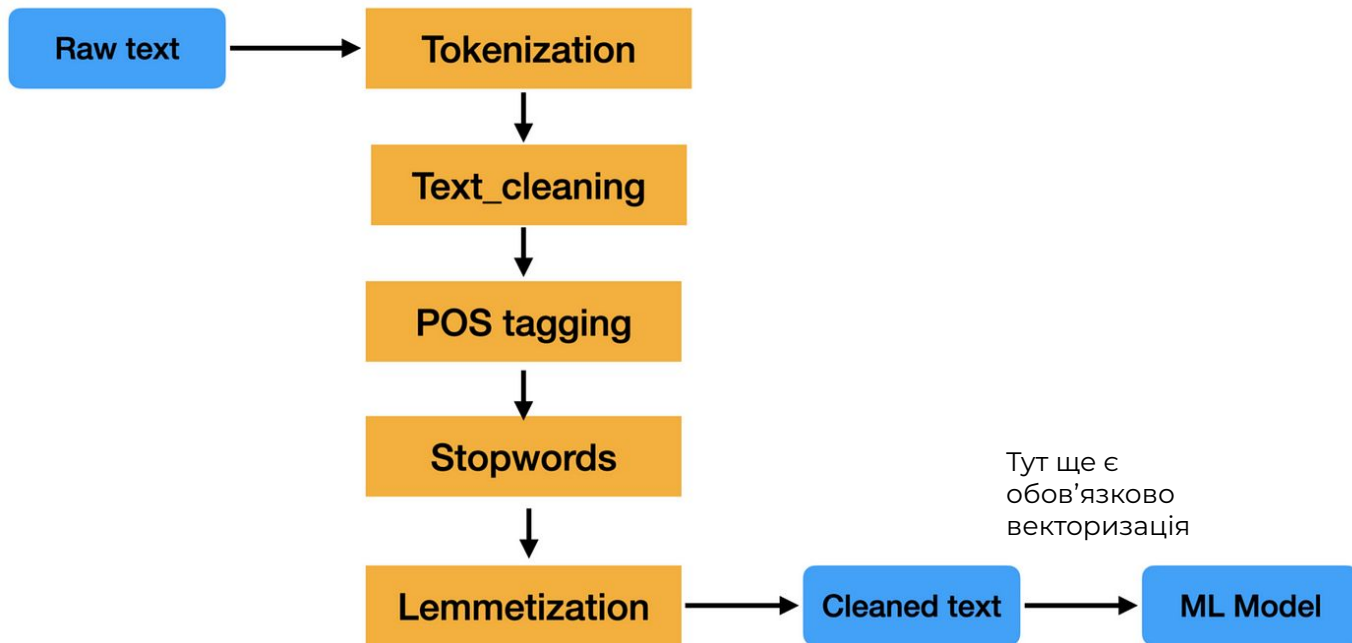 Raw text
Tokenization
Text_cleaning
POS tagging
Stopwords
Lemmetization
Тут ще є
обов’язково
векторизація
Cleaned text
ML Model